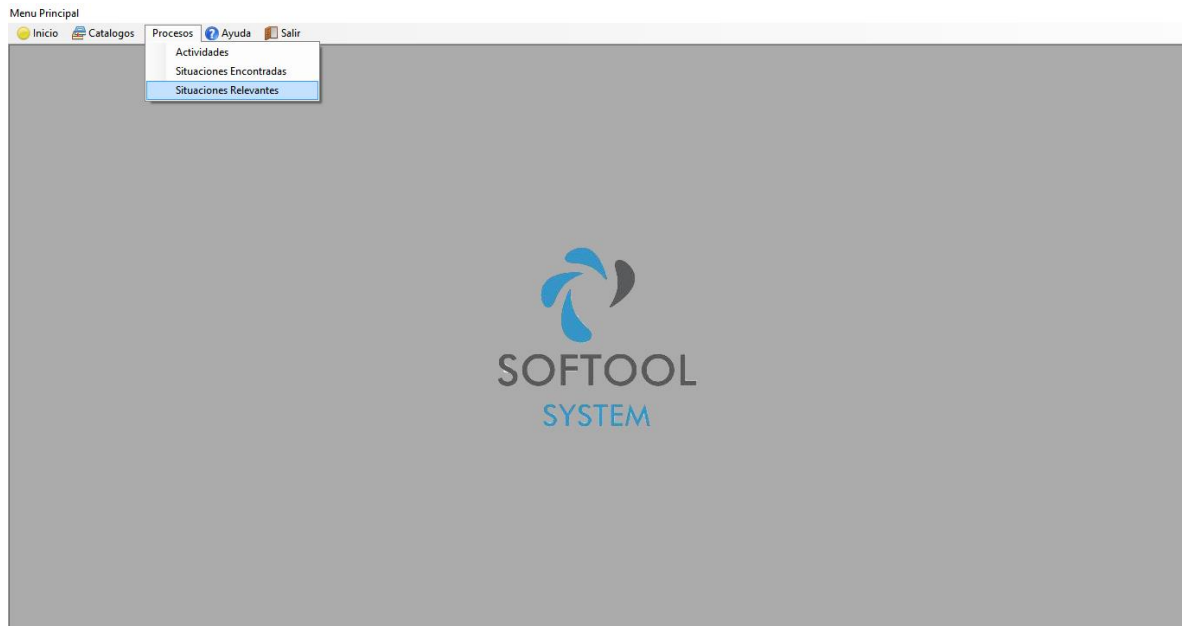 Menu Principal
Inicio Catalogos Procesos Ayuda Salir
Actividades
Situaciones Encontradas
Situaciones Relevantes
SOFTOOL
SYSTEM